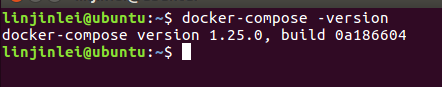 linjinlei@ubuntu:~$ docker-compose -version
docker-compose version 1.25.0, build 0a186604
linjinlei@ubuntu:~$